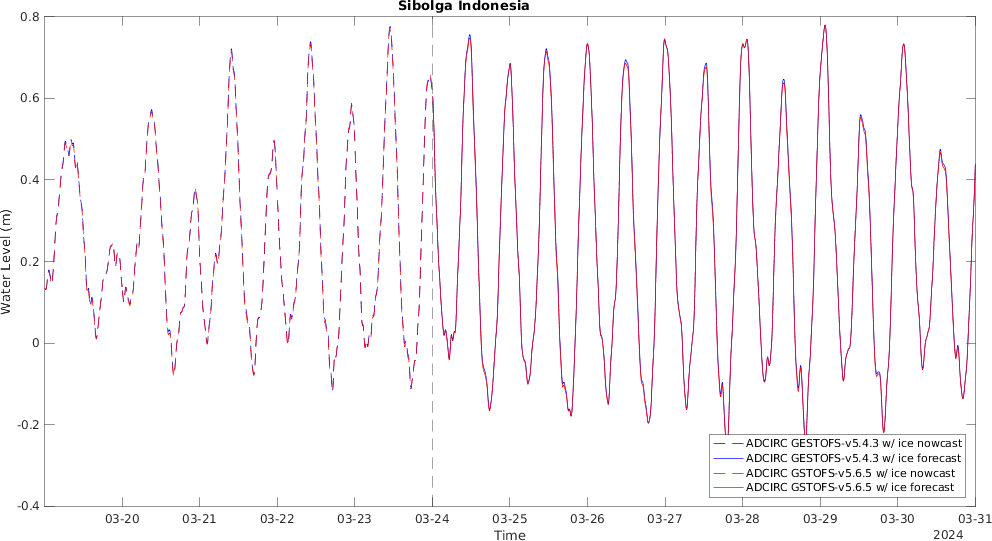 Sibolga Indonesia
0.8
0.6
0.4
0.2
0
-0.2
-0.4
Water Level (m)
ADCIRC GESTOFS-v5.4.3 w/ ice nowcast
ADCIRC GESTOFS-v5.4.3 w/ ice forecast
ADCIRC GSTOFS-v5.6.5 w/ ice nowcast
ADCIRC GSTOFS-v5.6.5 w/ ice forecast
03-20 03-21 03-22 03-23 03-24 03-25 03-26 03-27 03-28 03-29 03-30 03-31
Time
2024